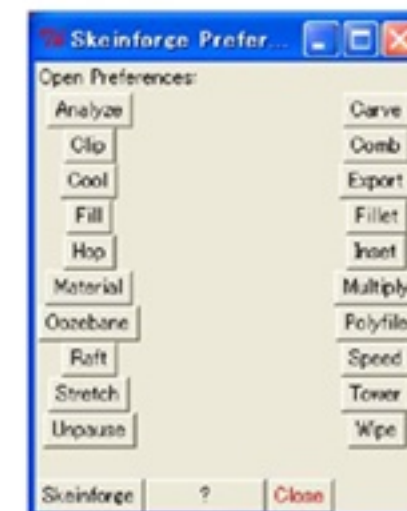 Skeinforge Prefer...
Open Preferences:
Analyze Carve
Clip Comb
Cool Export
Fill Fillet
Hop Inset
Material Multiply
Oozebane Polyfile
Raft Speed
Stretch Tower
Unpause Wipe
Skeinforge ? Close